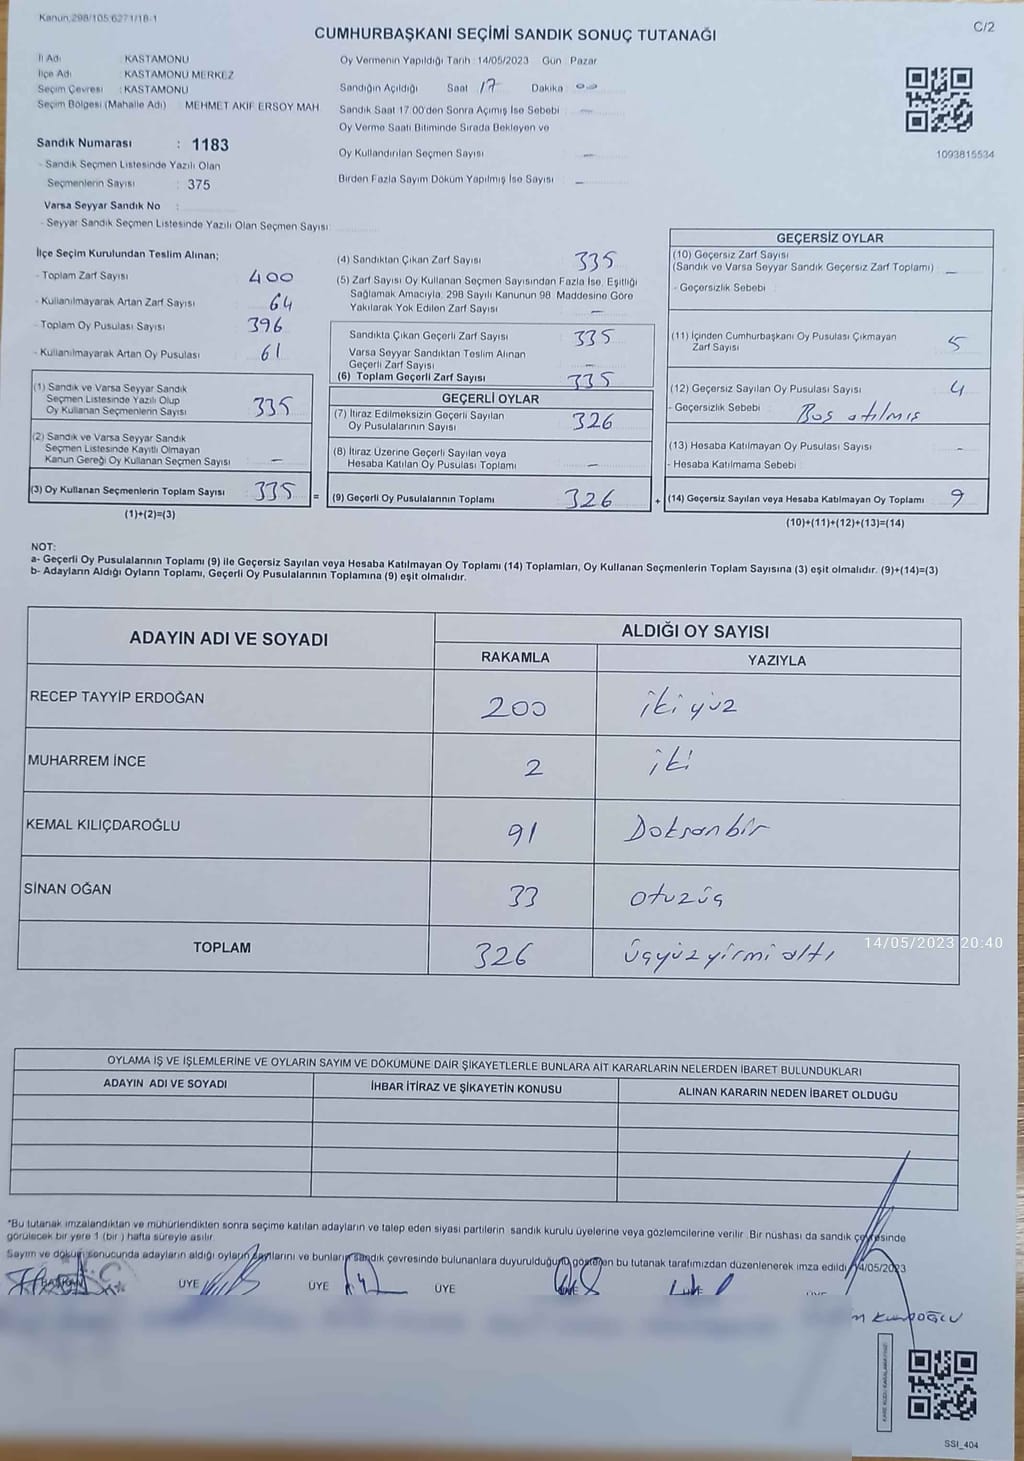 Kanun:298/105:6271/18-1
C/2
CUMHURBAŞKANI SEÇİMİ SANDIK SONUÇ TUTANAĞI
İl Adı : KASTAMONU
İlçe Adı : KASTAMONU MERKEZ
Seçim Çevresi : KASTAMONU
Seçim Bölgesi (Mahalle Adı) : MEHMET AKİF ERSOY MAH
Sandık Numarası : 1183
- Sandık Seçmen Listesinde Yazılı Olan
Seçmenlerin Sayısı : 375
Varsa Seyyar Sandık No :
- Seyyar Sandık Seçmen Listesinde Yazılı Olan Seçmen Sayısı
Oy Vermenin Yapıldığı Tarih : 14/05/2023 Gün : Pazar
Sandığın Açıldığı Saat 17 Dakika 00
Sandık Saat 17:00'den Sonra Açımış İse Sebebi : —
Oy Verme Saati Bitiminde Sırada Bekleyen ve
Oy Kullandırılan Seçmen Sayısı —
Birden Fazla Sayım Döküm Yapılmış İse Sayısı —
1093815534
İlçe Seçim Kurulundan Teslim Alınan;
- Toplam Zarf Sayısı 400
- Kullanılmayarak Artan Zarf Sayısı 64
- Toplam Oy Pusulası Sayısı 396
- Kullanılmayarak Artan Oy Pusulası 61
(1) Sandık ve Varsa Seyyar Sandık
Seçmen Listesinde Yazılı Olup
Oy Kullanan Seçmenlerin Sayısı 335
(2) Sandık ve Varsa Seyyar Sandık
Seçmen Listesinde Kayıtlı Olmayan
Kanun Gereği Oy Kullanan Seçmen Sayısı —
(3) Oy Kullanan Seçmenlerin Toplam Sayısı 335 =
(1)+(2)=(3)
(4) Sandıktan Çıkan Zarf Sayısı 335
(5) Zarf Sayısı Oy Kullanan Seçmen Sayısından Fazla İse, Eşitliği
Sağlamak Amacıyla, 298 Sayılı Kanunun 98. Maddesine Göre
Yakılarak Yok Edilen Zarf Sayısı —
Sandıkta Çıkan Geçerli Zarf Sayısı 335
Varsa Seyyar Sandıktan Teslim Alınan
Geçerli Zarf Sayısı —
(6) Toplam Geçerli Zarf Sayısı 335
GEÇERLİ OYLAR
(7) İtiraz Edilmeksizin Geçerli Sayılan
Oy Pusulalarının Sayısı 326
(8) İtiraz Üzerine Geçerli Sayılan veya
Hesaba Katılan Oy Pusulası Toplamı —
(9) Geçerli Oy Pusulalarının Toplamı 326 +
GEÇERSİZ OYLAR
(10) Geçersiz Zarf Sayısı
(Sandık ve Varsa Seyyar Sandık Geçersiz Zarf Toplamı) : —
- Geçersizlik Sebebi
(11) İçinden Cumhurbaşkanı Oy Pusulası Çıkmayan
Zarf Sayısı 5
(12) Geçersiz Sayılan Oy Pusulası Sayısı 4
- Geçersizlik Sebebi Boş atılmış
(13) Hesaba Katılmayan Oy Pusulası Sayısı —
- Hesaba Katılmama Sebebi
(14) Geçersiz Sayılan veya Hesaba Katılmayan Oy Toplamı 9
(10)+(11)+(12)+(13)=(14)
NOT:
a- Geçerli Oy Pusulalarının Toplamı (9) ile Geçersiz Sayılan veya Hesaba Katılmayan Oy Toplamı (14) Toplamları, Oy Kullanan Seçmenlerin Toplam Sayısına (3) eşit olmalıdır. (9)+(14)=(3)
b- Adayların Aldığı Oyların Toplamı, Geçerli Oy Pusulalarının Toplamına (9) eşit olmalıdır.
ADAYIN ADI VE SOYADI
ALDIĞI OY SAYISI
RAKAMLA YAZIYLA
RECEP TAYYİP ERDOĞAN 200 ikiyüz
MUHARREM İNCE 2 iki
KEMAL KILIÇDAROĞLU 91 Doksanbir
SİNAN OĞAN 33 otuzüç
TOPLAM 326 üçyüzyirmialtı
14/05/2023 20:40
OYLAMA İŞ VE İŞLEMLERİNE VE OYLARIN SAYIM VE DÖKÜMÜNE DAİR ŞİKAYETLERLE BUNLARA AİT KARARLARIN NELERDEN İBARET BULUNDUKLARI
ADAYIN ADI VE SOYADI İHBAR İTİRAZ VE ŞİKAYETİN KONUSU ALINAN KARARIN NEDEN İBARET OLDUĞU
*Bu tutanak imzalandıktan ve mühürlendikten sonra seçime katılan adayların ve talep eden siyasi partilerin sandık kurulu üyelerine veya gözlemcilerine verilir. Bir nüshası da sandık çevresinde
görülecek bir yere 1 (bir) hafta süreyle asılır.
Sayım ve döküm sonucunda adayların aldığı oyların sayılarını ve bunların sandık çevresinde bulunanlara duyurulduğunu gösteren bu tutanak tarafımızdan düzenlenerek imza edildi. 14/05/2023
BAŞKAN ÜYE ÜYE ÜYE
SSI_404